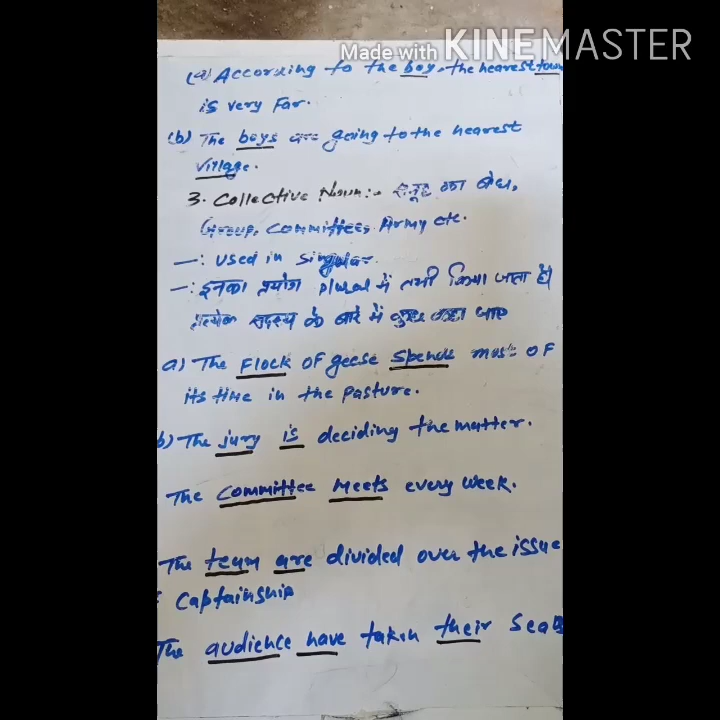 Made with KINEMASTER
(a) According to the boy, the nearest town
is very far.
(b) The boys are going to the nearest
village.
3. Collective Noun:- समूह का बोध,
Group, Committee, Army etc.
—: Used in Singular
—: इनका प्रयोग plural में तभी किया जाता है।
प्रत्येक सदस्य के बारे में कुछ कहा जाए
a) The Flock of geese spends most of
its time in the pasture.
b) The jury is deciding the matter.
The Committee Meets every week.
The team are divided over the issue
Captainship
The audience have taken their seats